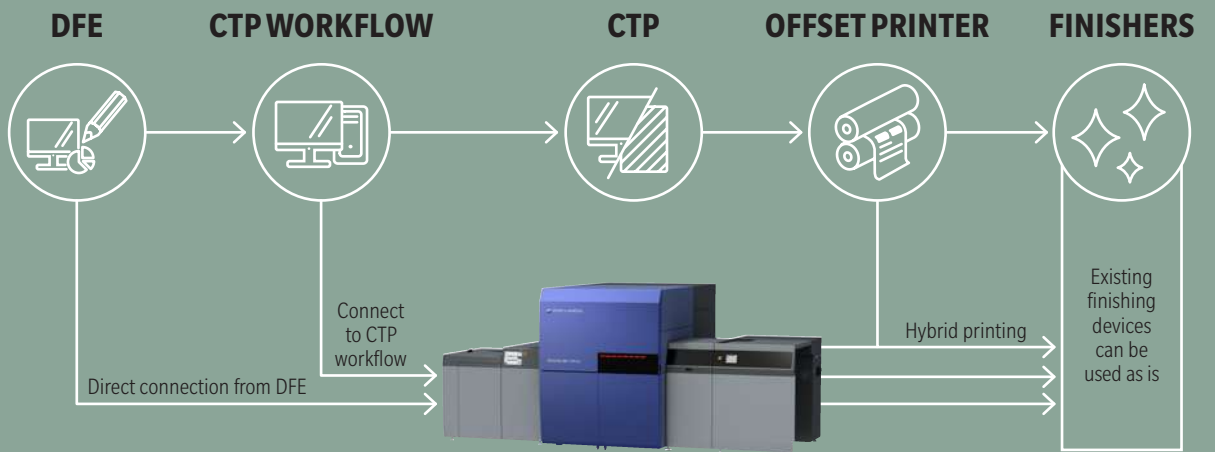 DFE
CTP WORKFLOW
CTP
OFFSET PRINTER
FINISHERS
Connect
to CTP
workflow
Direct connection from DFE
Hybrid printing
Existing
finishing
devices
can be
used as is